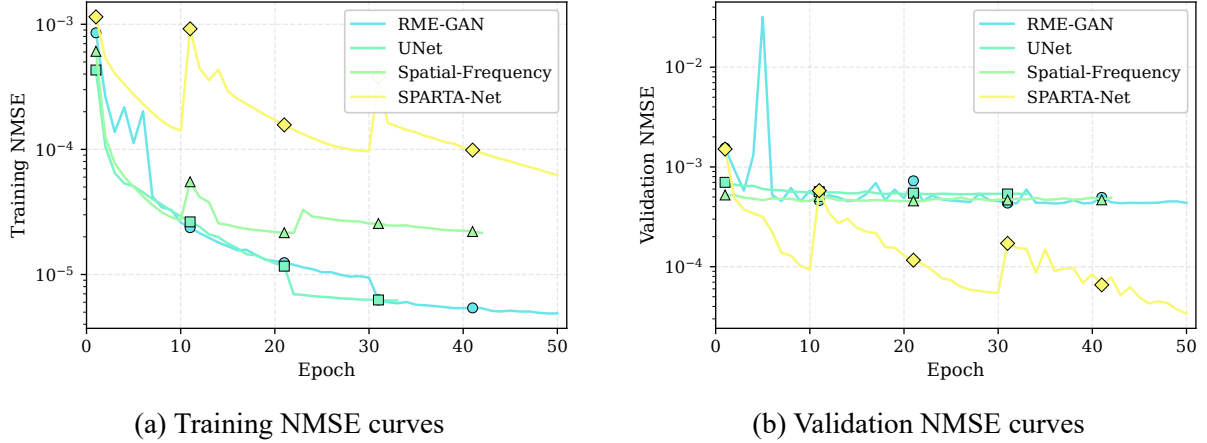 10⁻³
10⁻⁴
10⁻⁵
Training NMSE
0 10 20 30 40 50
Epoch
RME-GAN
UNet
Spatial-Frequency
SPARTA-Net
(a) Training NMSE curves
10⁻²
10⁻³
10⁻⁴
Validation NMSE
0 10 20 30 40 50
Epoch
RME-GAN
UNet
Spatial-Frequency
SPARTA-Net
(b) Validation NMSE curves